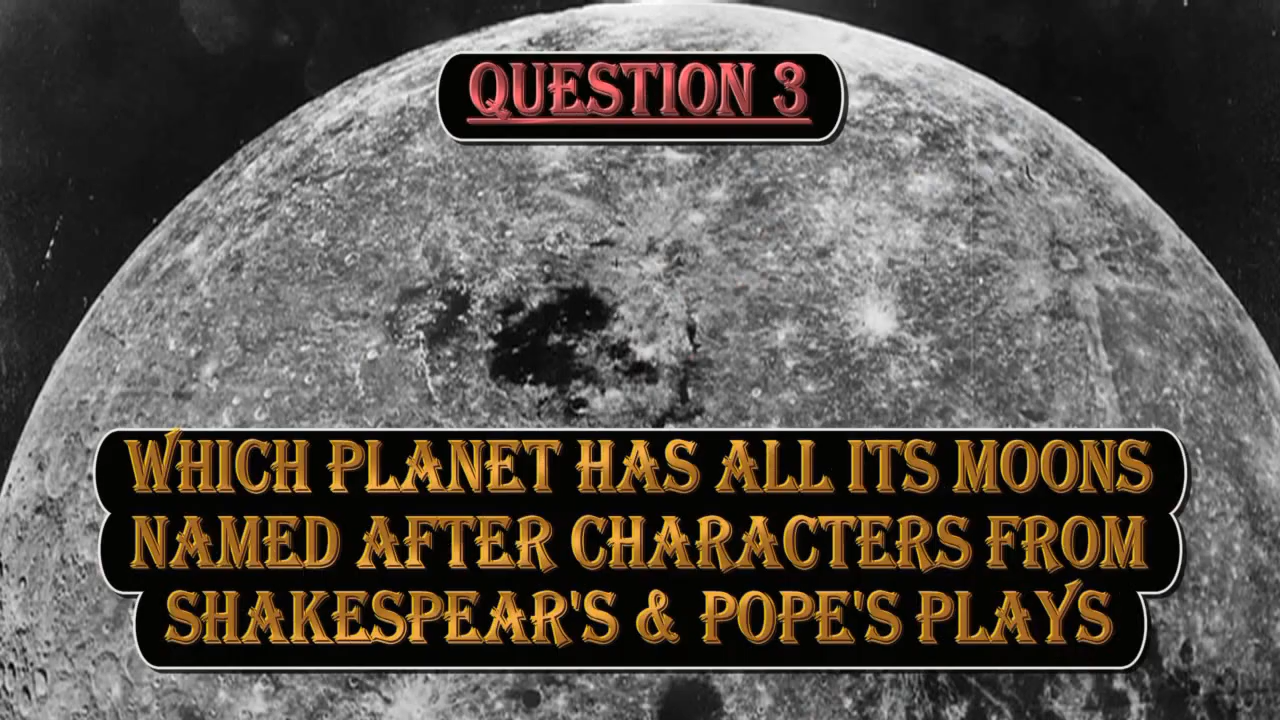 QUESTION 3
WHICH PLANET HAS ALL ITS MOONS
NAMED AFTER CHARACTERS FROM
SHAKESPEAR'S & POPE'S PLAYS